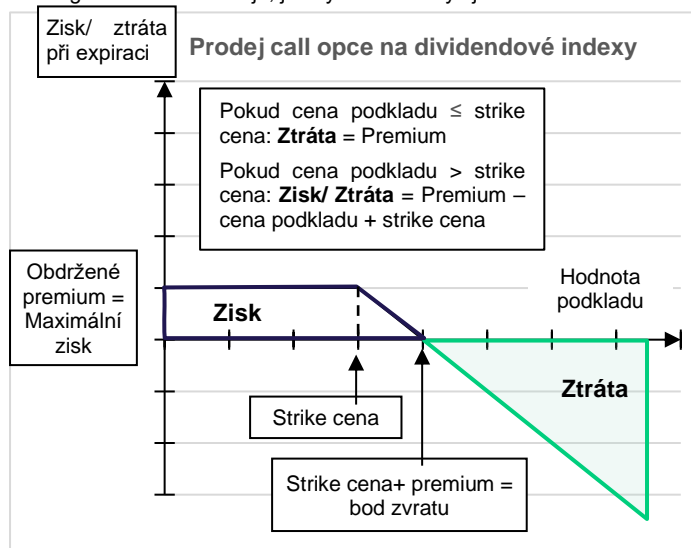 Zisk/ ztráta
při expiraci
Prodej call opce na dividendové indexy
Pokud cena podkladu ≤ strike
cena: Ztráta = Premium
Pokud cena podkladu > strike
cena: Zisk/ Ztráta = Premium –
cena podkladu + strike cena
Obdržené
premium =
Maximální
zisk
Zisk
Hodnota
podkladu
Ztráta
Strike cena
Strike cena+ premium =
bod zvratu